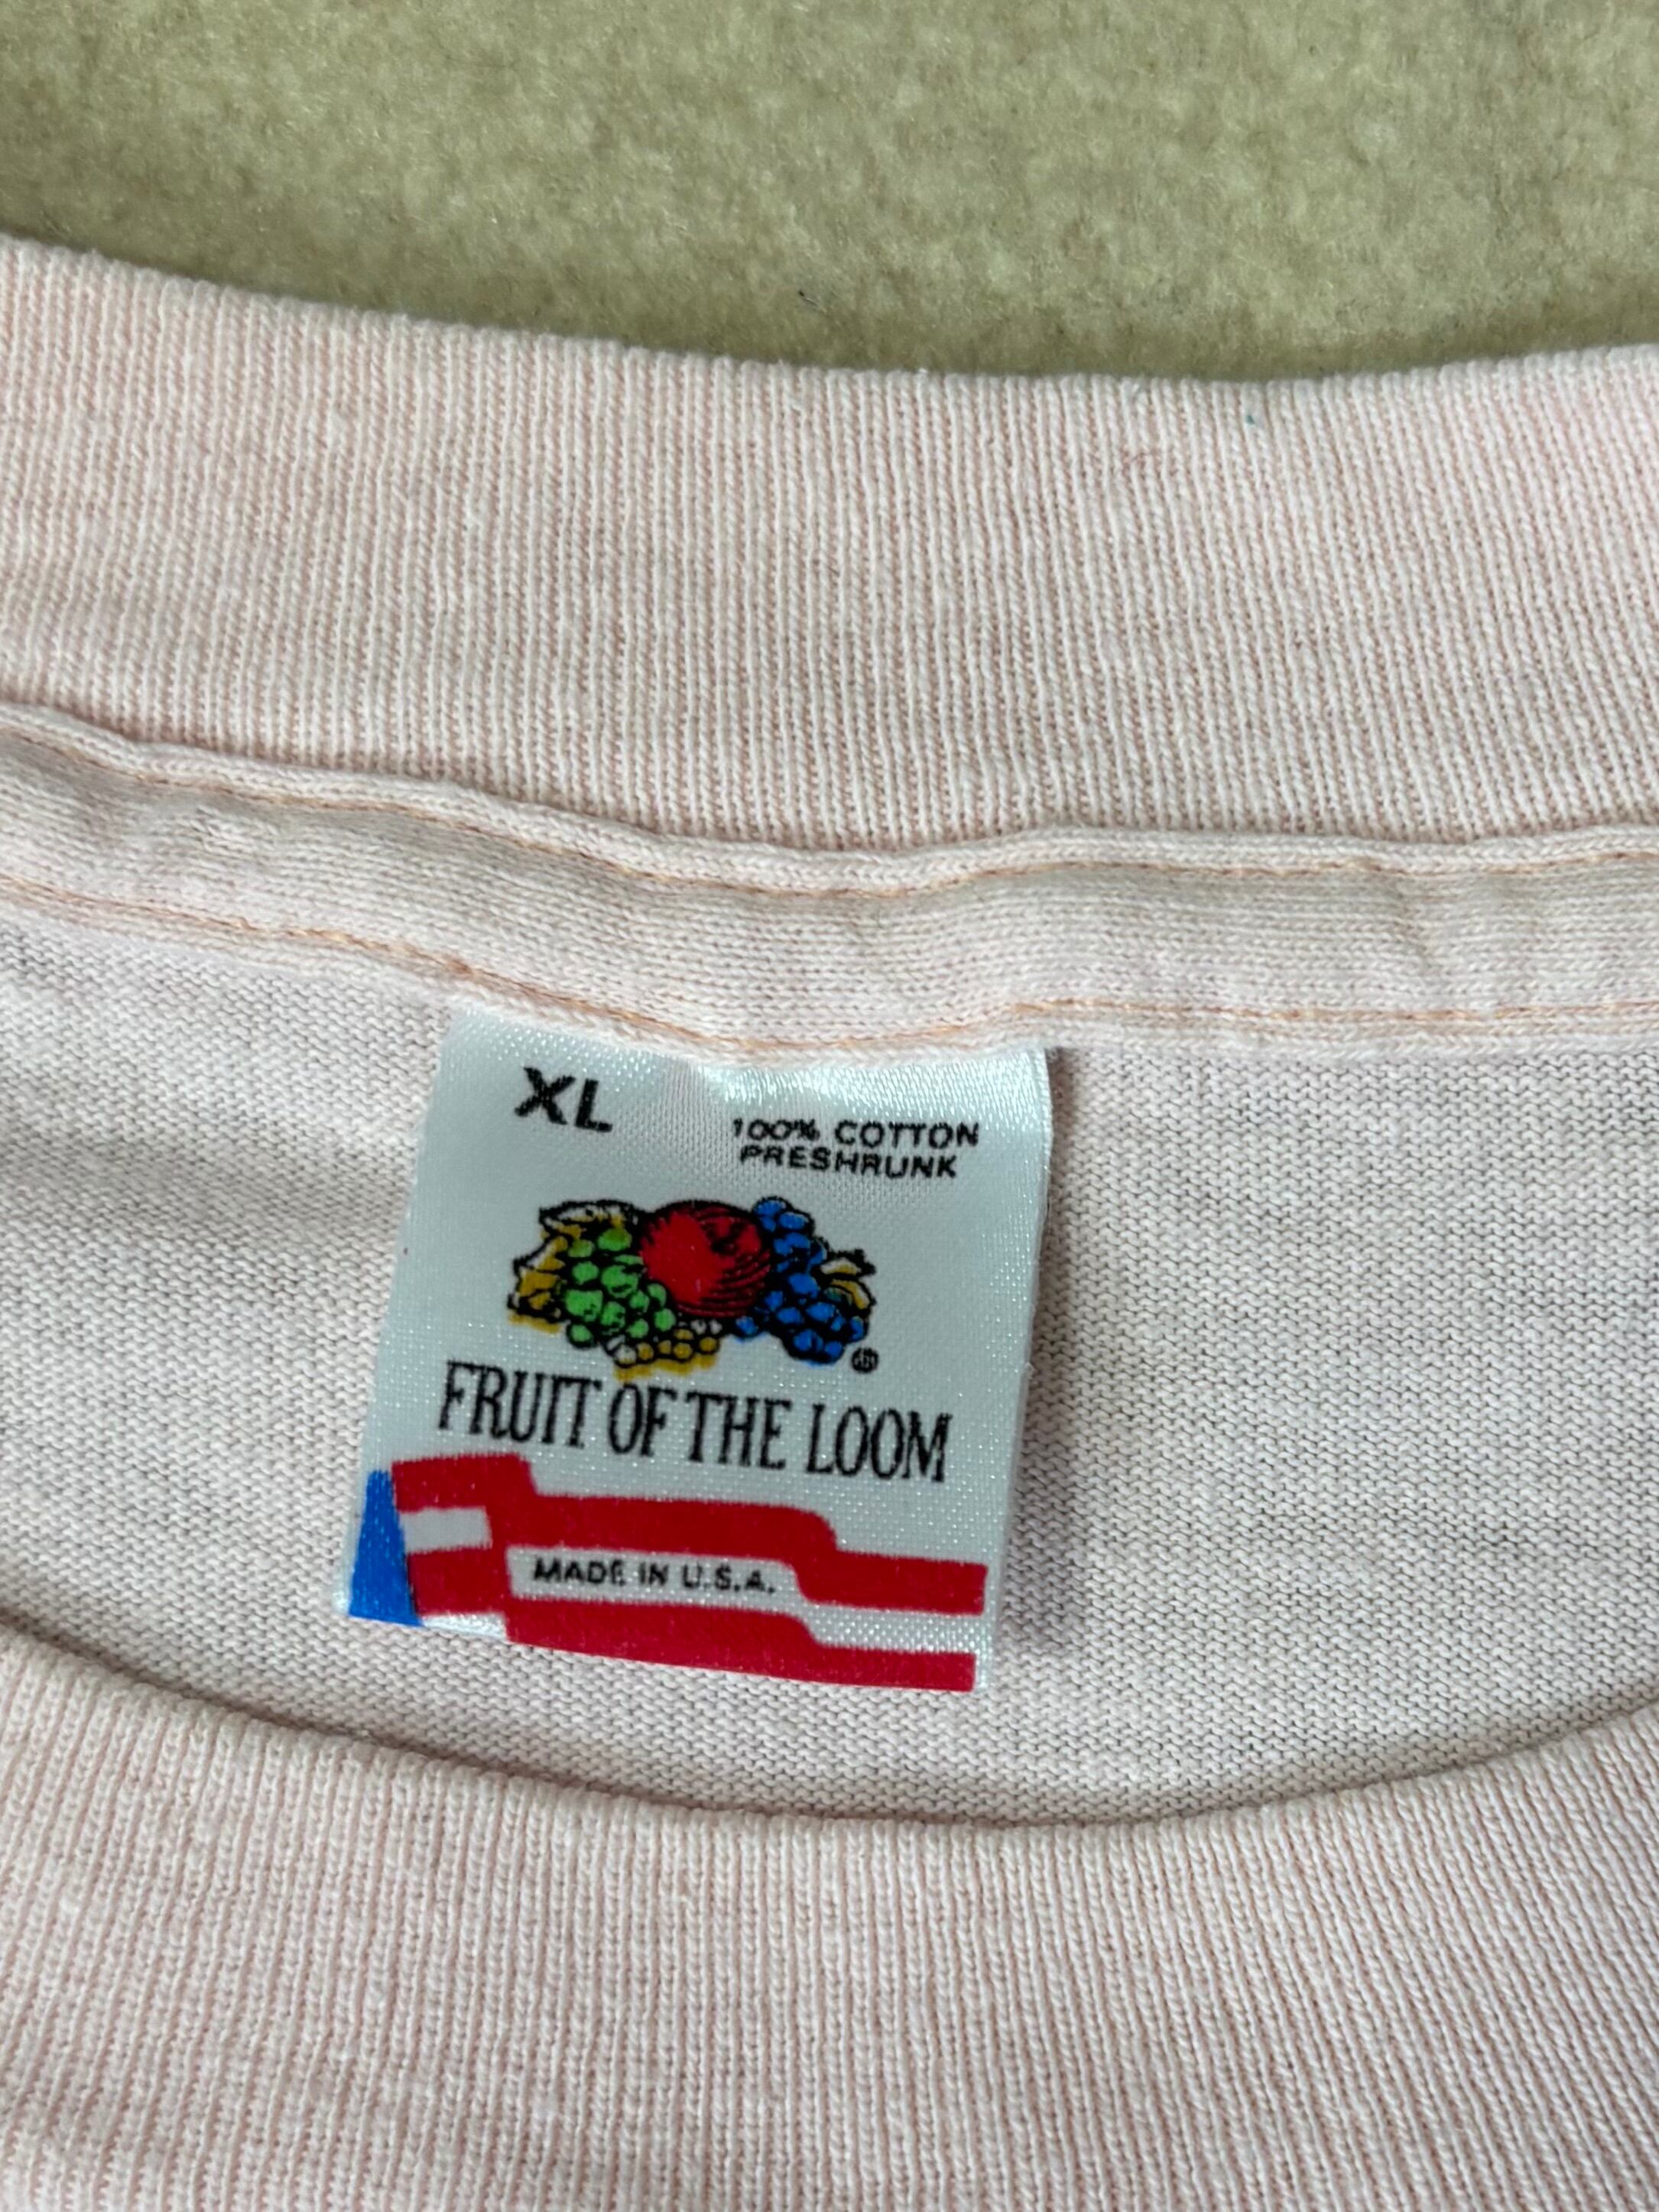 XL
100% COTTON
PRESHRUNK
®
FRUIT OF THE LOOM
MADE IN U.S.A.